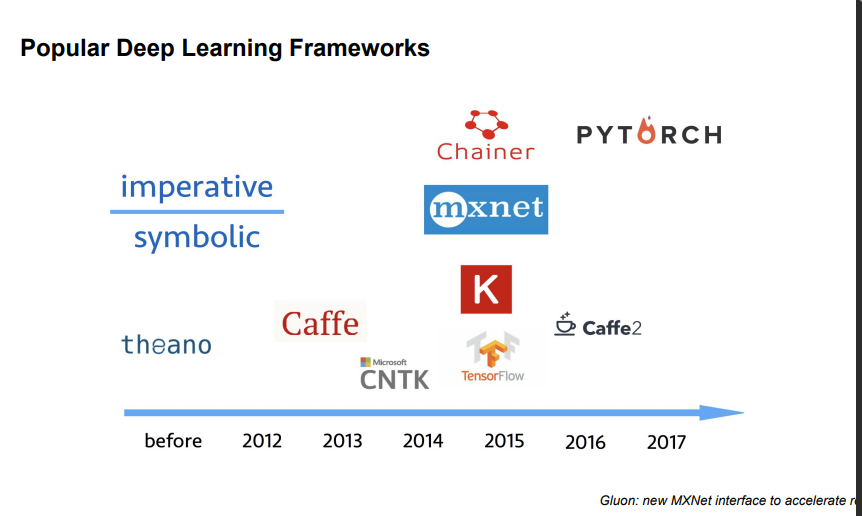 Popular Deep Learning Frameworks
Chainer
PYTORCH
imperative
mxnet
symbolic
K
Caffe
Caffe2
theano
Microsoft
CNTK
TensorFlow
before 2012 2013 2014 2015 2016 2017
Gluon: new MXNet interface to accelerate